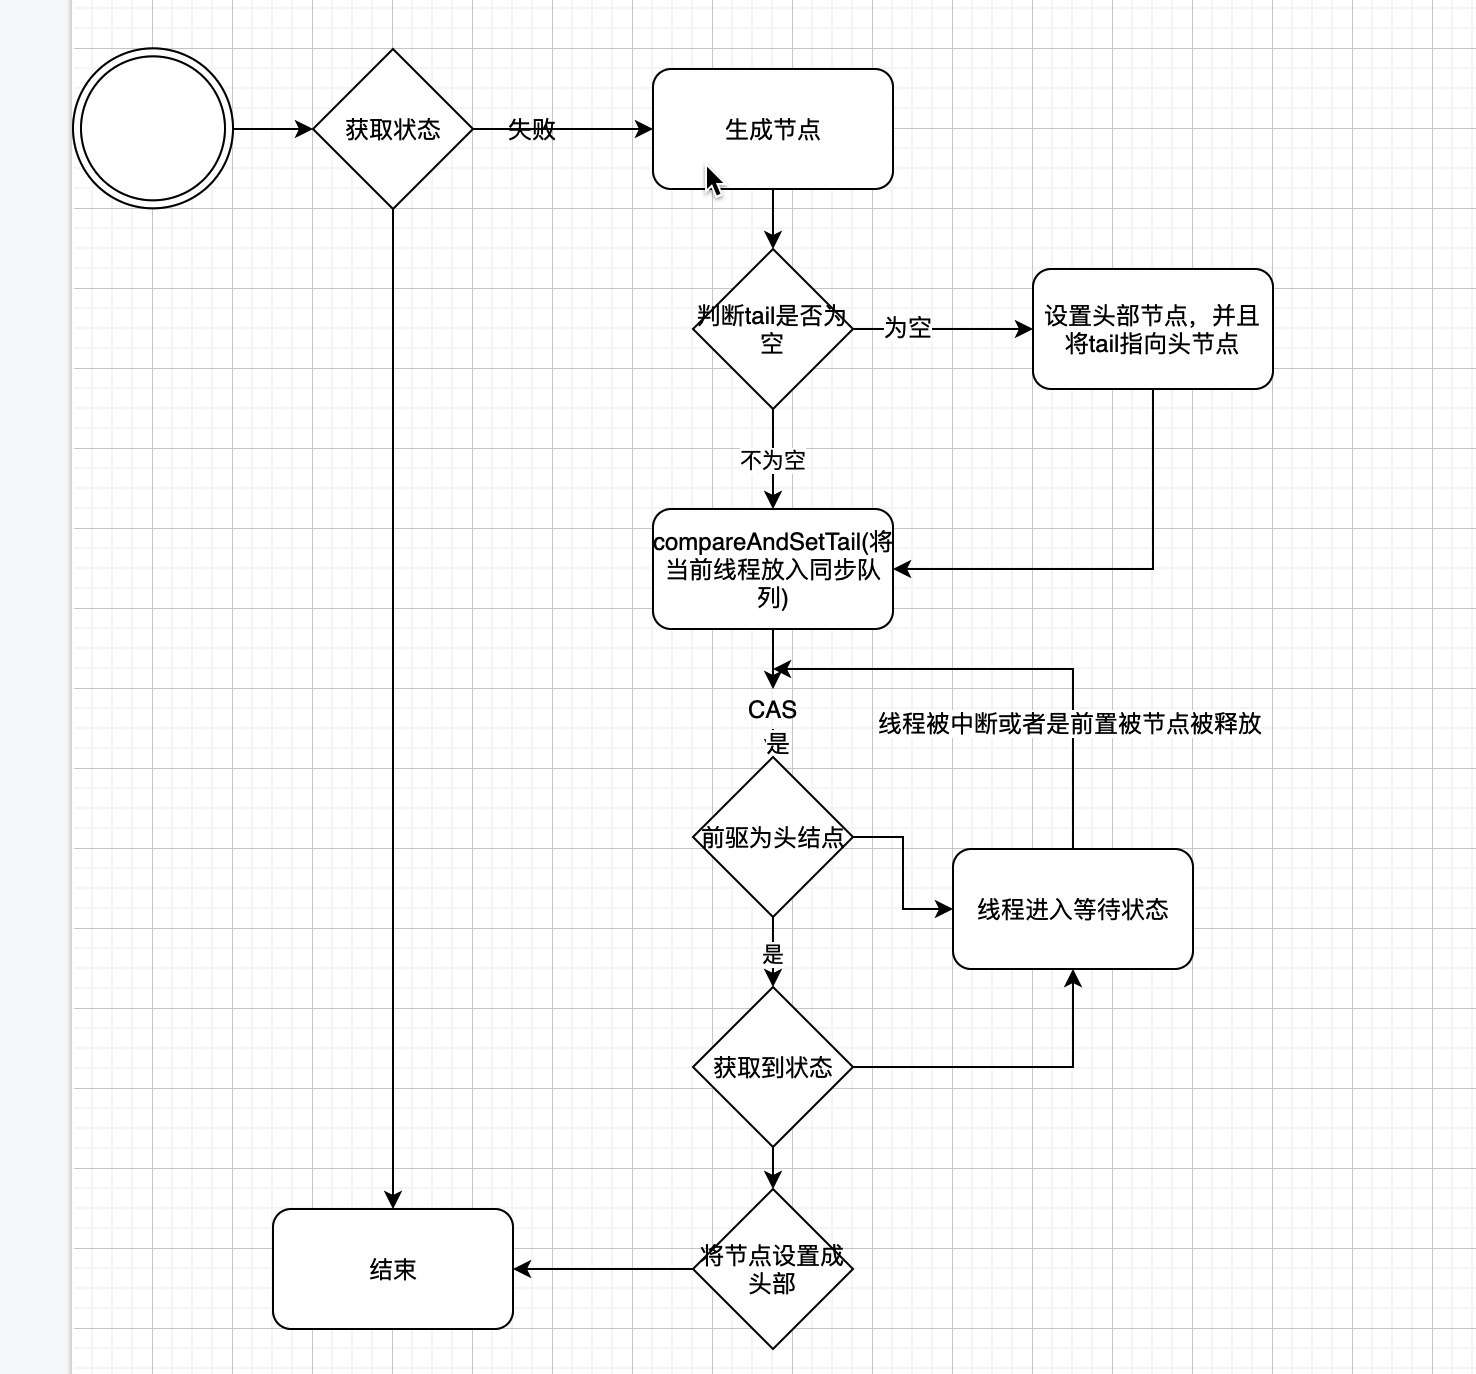 获取状态
失败
生成节点
判断tail是否为
空
为空
设置头部节点，并且
将tail指向头节点
不为空
compareAndSetTail(将
当前线程放入同步队
列)
CAS
是
线程被中断或者是前置被节点被释放
前驱为头结点
线程进入等待状态
是
获取到状态
将节点设置成
头部
结束